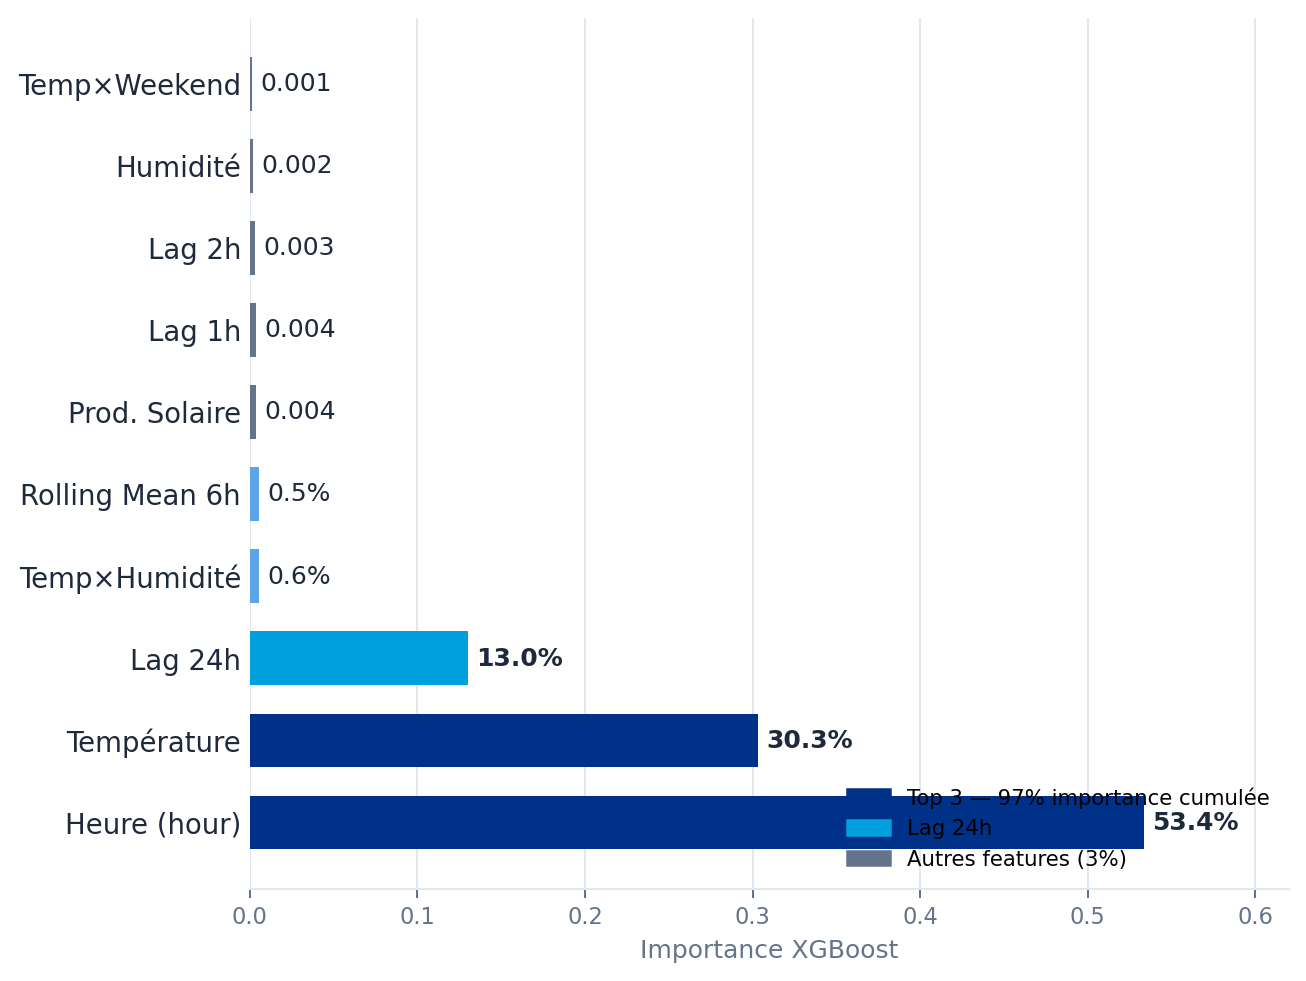 Temp×Weekend 0.001
Humidité 0.002
Lag 2h 0.003
Lag 1h 0.004
Prod. Solaire 0.004
Rolling Mean 6h 0.5%
Temp×Humidité 0.6%
Lag 24h 13.0%
Température 30.3%
Heure (hour) 53.4%
Top 3 — 97% importance cumulée
Lag 24h
Autres features (3%)
0.0 0.1 0.2 0.3 0.4 0.5 0.6
Importance XGBoost